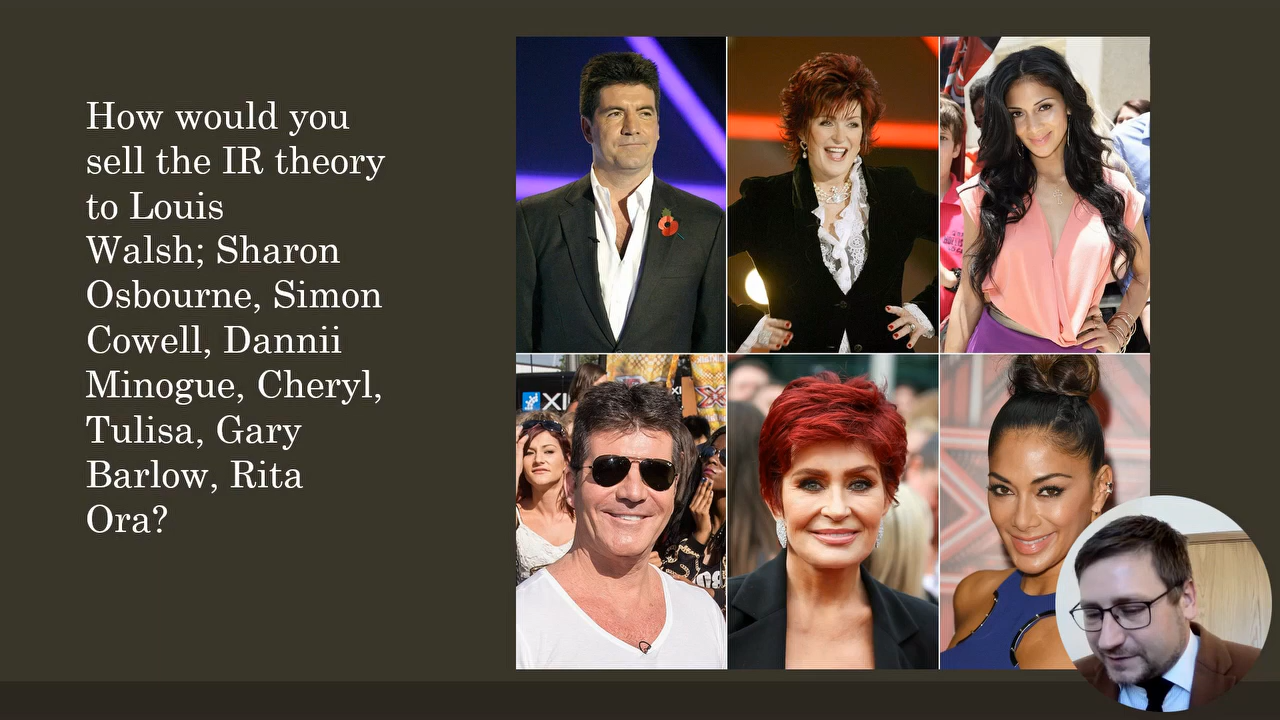 How would you
sell the IR theory
to Louis
Walsh; Sharon
Osbourne, Simon
Cowell, Dannii
Minogue, Cheryl,
Tulisa, Gary
Barlow, Rita
Ora?
XI